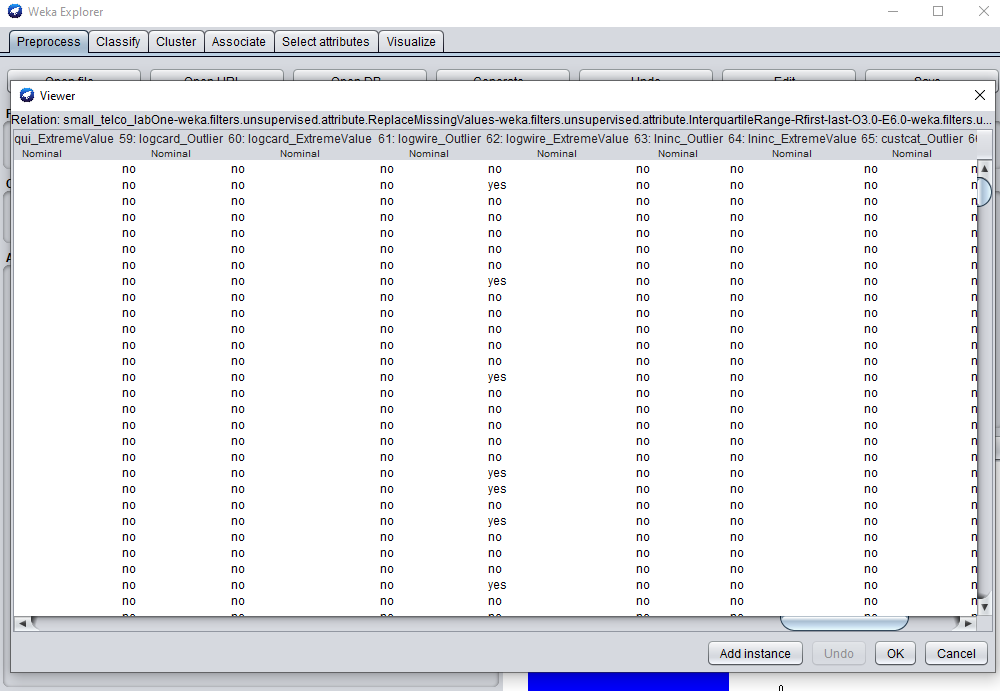 Weka Explorer
Preprocess Classify Cluster Associate Select attributes Visualize
Viewer
Relation: small_telco_labOne-weka.filters.unsupervised.attribute.ReplaceMissingValues-weka.filters.unsupervised.attribute.InterquartileRange-Rfirst-last-O3.0-E6.0-weka.filters.u...
qui_ExtremeValue 59: logcard_Outlier 60: logcard_ExtremeValue 61: logwire_Outlier 62: logwire_ExtremeValue 63: lninc_Outlier 64: lninc_ExtremeValue 65: custcat_Outlier
Nominal Nominal Nominal Nominal Nominal Nominal Nominal Nominal
no no no no no no no n
no no no yes no no no n
no no no no no no no n
no no no no no no no n
no no no no no no no n
no no no no no no no n
no no no no no no no n
no no no yes no no no n
no no no no no no no n
no no no no no no no n
no no no no no no no n
no no no no no no no n
no no no no no no no n
no no no yes no no no n
no no no no no no no n
no no no no no no no n
no no no no no no no n
no no no no no no no n
no no no no no no no n
no no no yes no no no n
no no no yes no no no n
no no no no no no no n
no no no yes no no no n
no no no no no no no n
no no no no no no no n
no no no no no no no n
no no no yes no no no n
no no no no no no no n
Add instance Undo OK Cancel
0